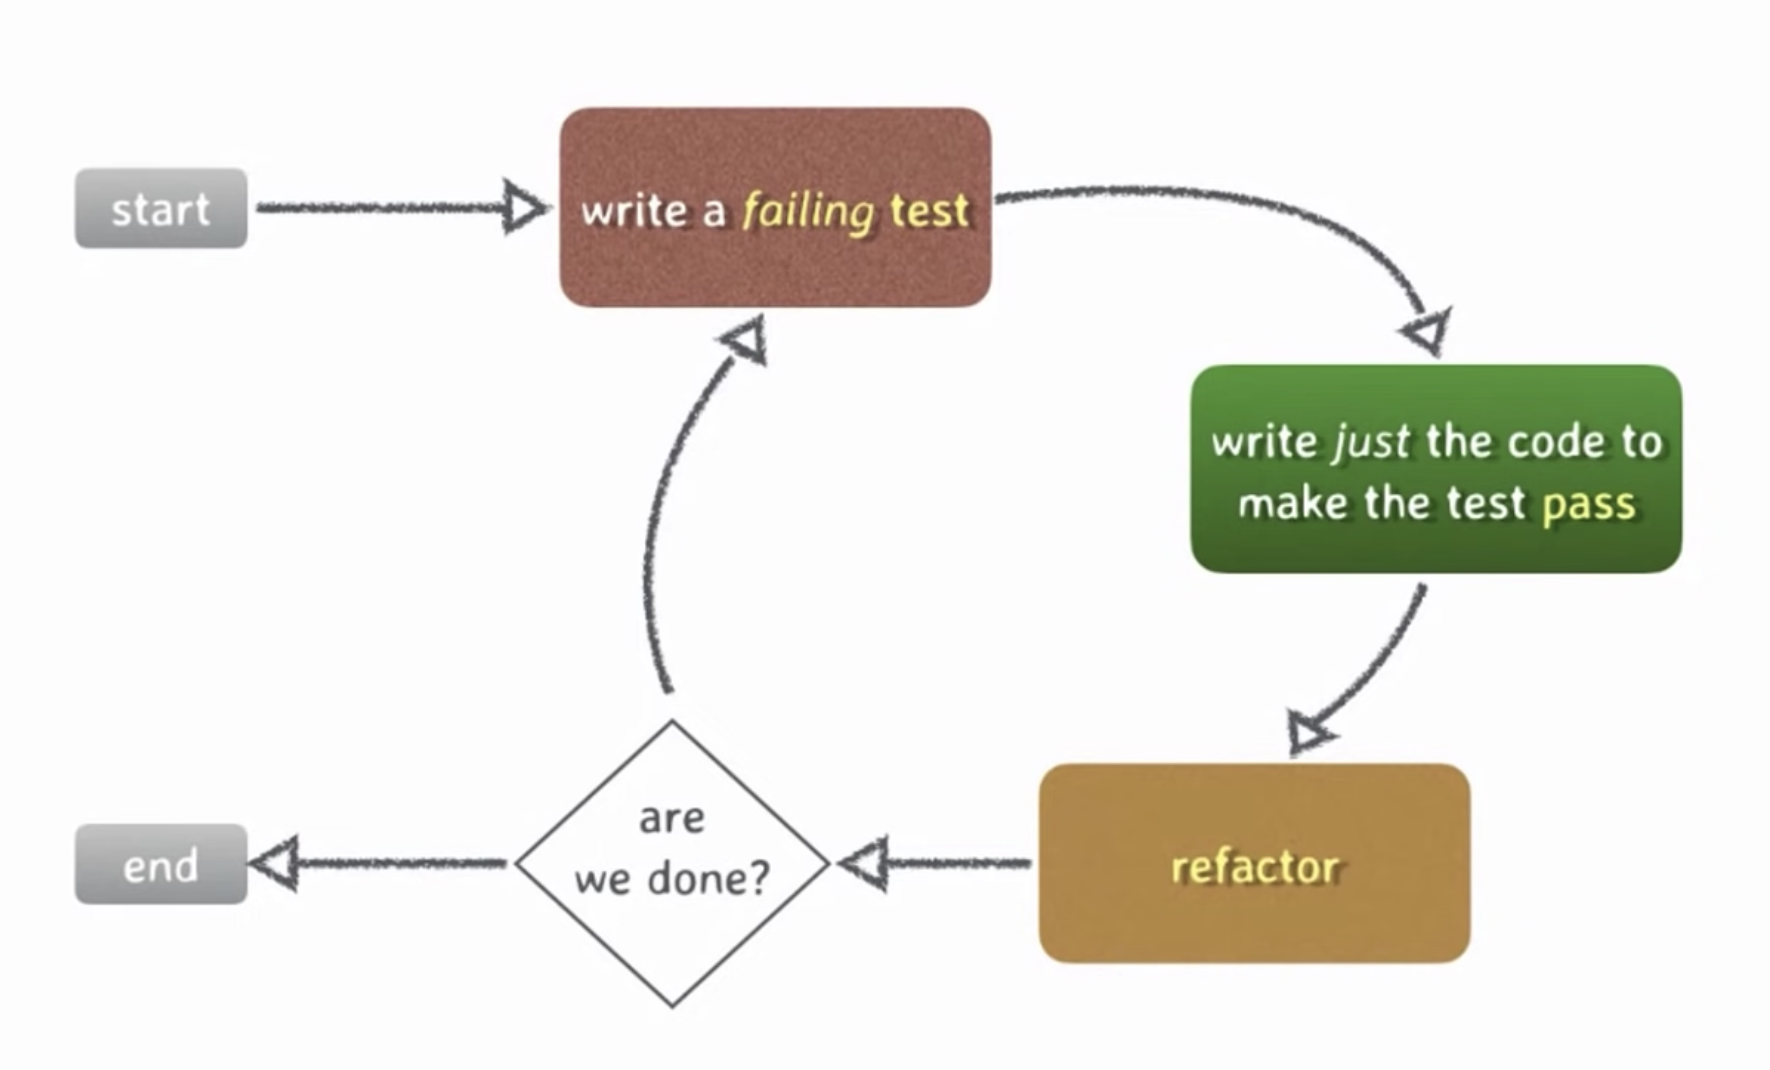 start
write a failing test
write just the code to
make the test pass
refactor
are
we done?
end